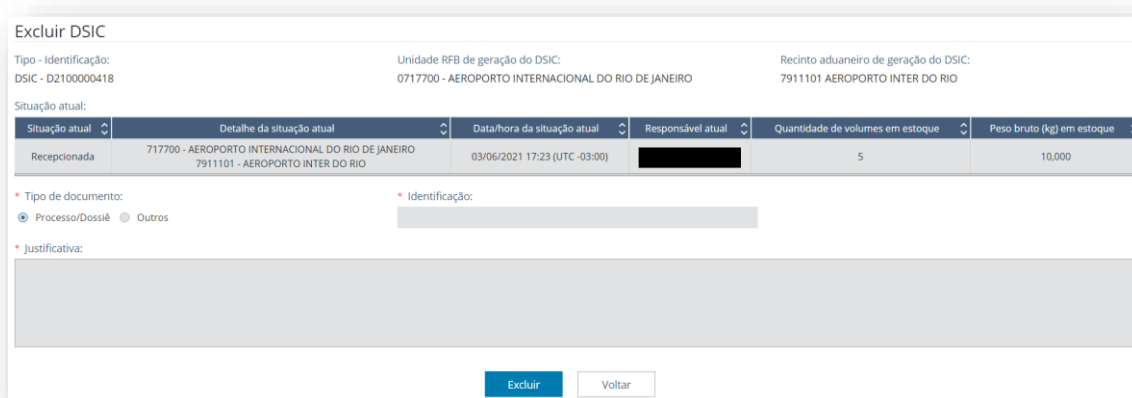 Excluir DSIC
Tipo - Identificação: Unidade RFB de geração do DSIC: Recinto aduaneiro de geração do DSIC:
DSIC - D2100000418 0717700 - AEROPORTO INTERNACIONAL DO RIO DE JANEIRO 7911101 AEROPORTO INTER DO RIO
Situação atual:
Situação atual Detalhe da situação atual Data/hora da situação atual Responsável atual Quantidade de volumes em estoque Peso bruto (kg) em estoque
Recepcionada 717700 - AEROPORTO INTERNACIONAL DO RIO DE JANEIRO
7911101 - AEROPORTO INTER DO RIO 03/06/2021 17:23 (UTC -03:00) 5 10,000
* Tipo de documento: * Identificação:
Processo/Dossiê Outros
* Justificativa:
Excluir Voltar